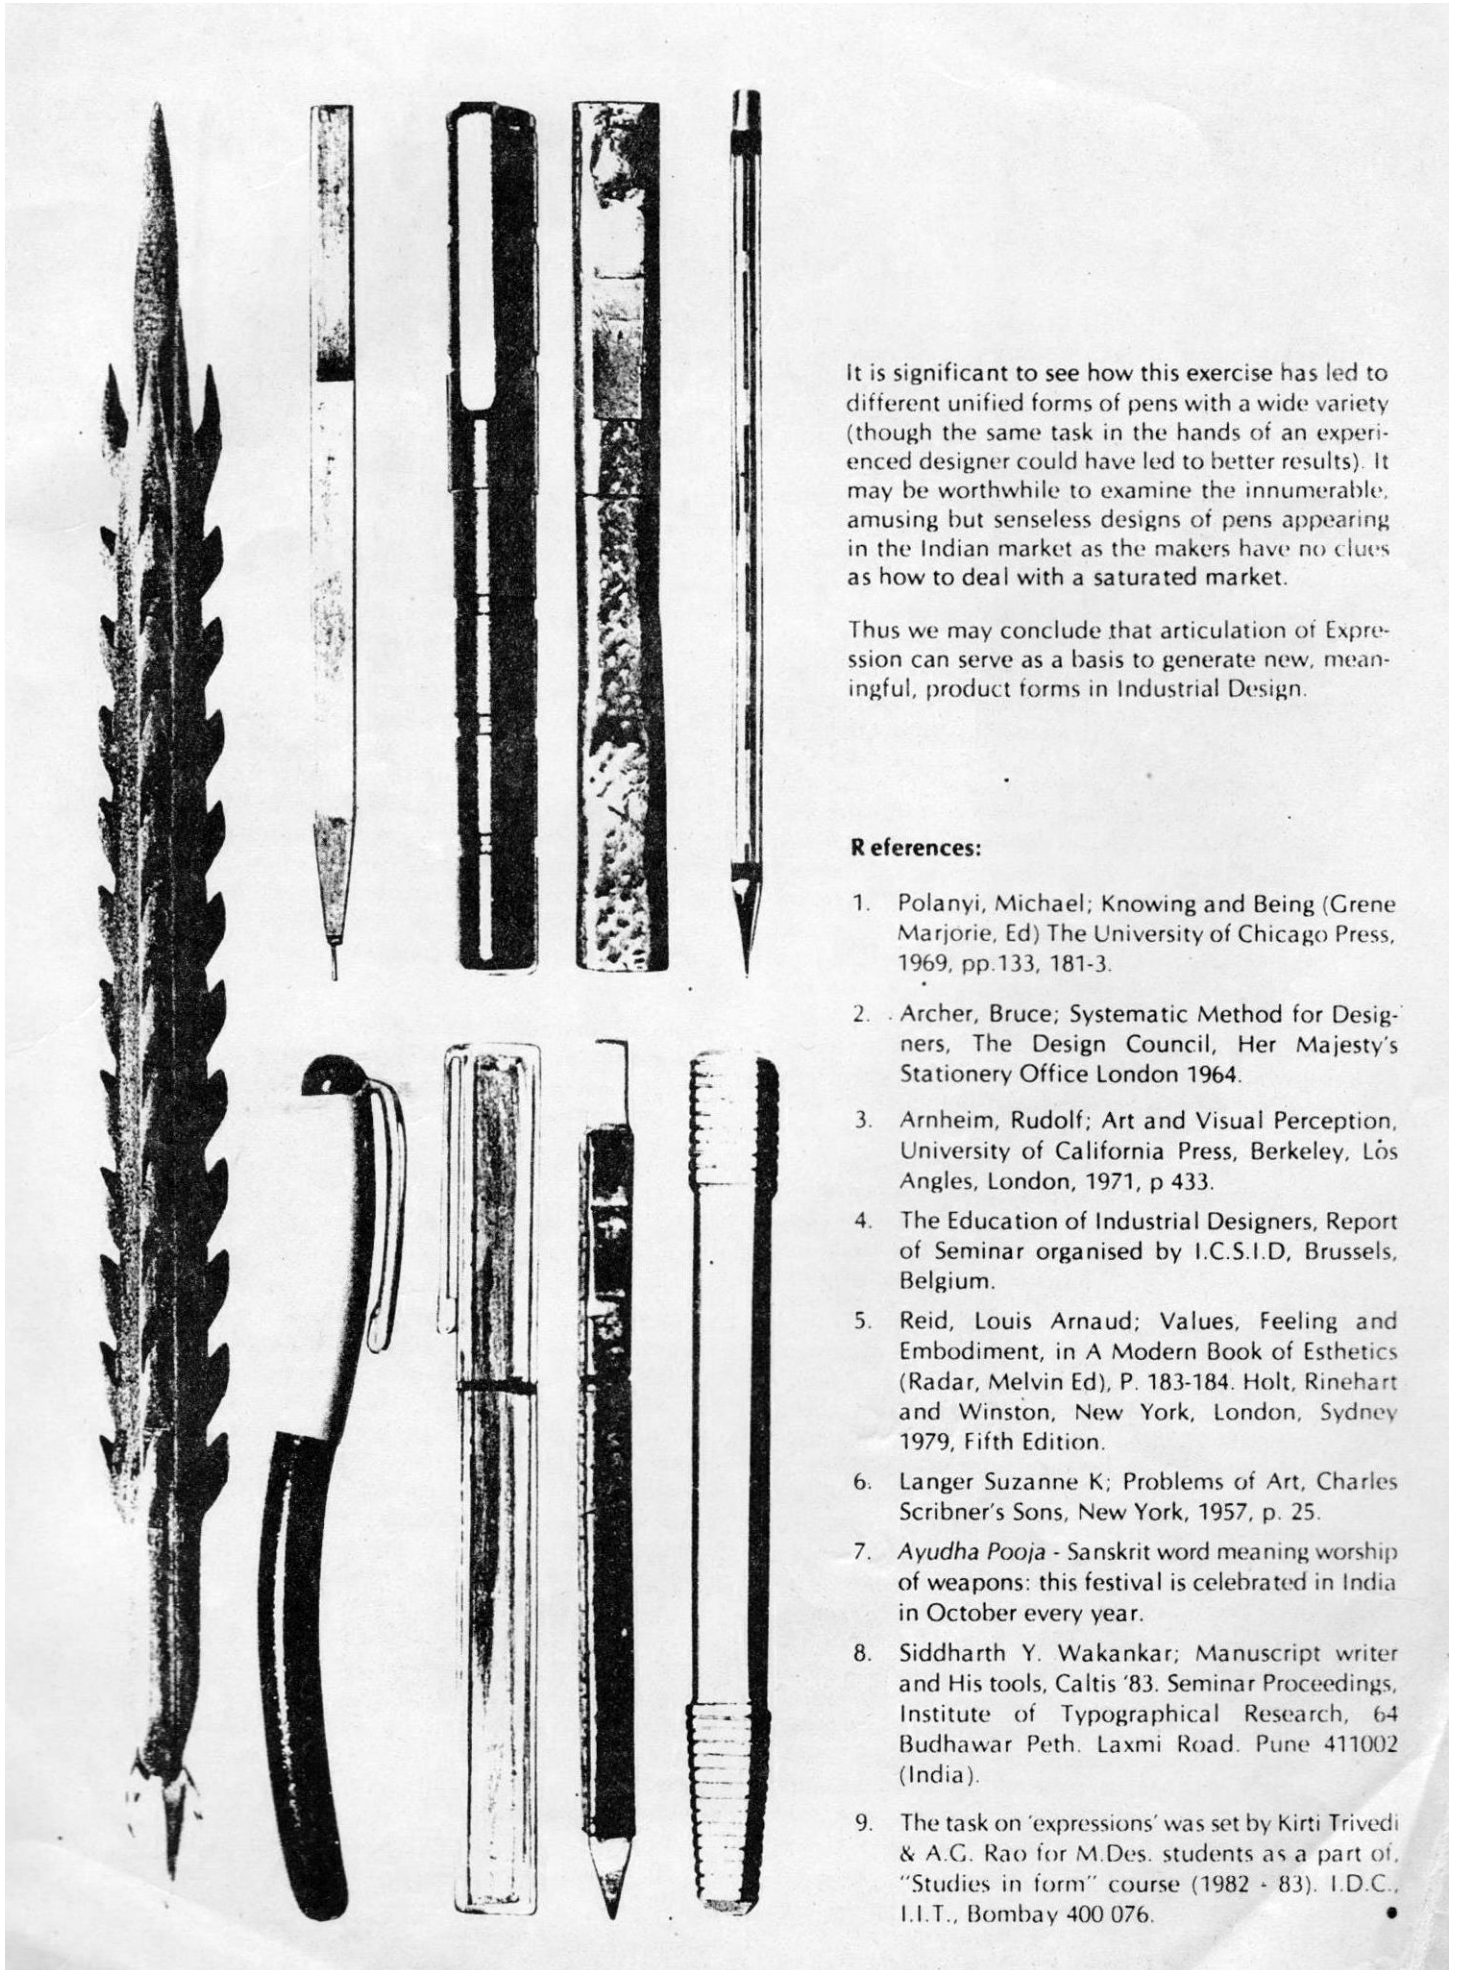 It is significant to see how this exercise has led to
different unified forms of pens with a wide variety
(though the same task in the hands of an experi-
enced designer could have led to better results). It
may be worthwhile to examine the innumerable,
amusing but senseless designs of pens appearing
in the Indian market as the makers have no clues
as how to deal with a saturated market.
Thus we may conclude that articulation of Expre-
ssion can serve as a basis to generate new, mean-
ingful, product forms in Industrial Design.
References:
1. Polanyi, Michael; Knowing and Being (Grene
Marjorie, Ed) The University of Chicago Press,
1969, pp.133, 181-3.
2. Archer, Bruce; Systematic Method for Desig-
ners, The Design Council, Her Majesty's
Stationery Office London 1964.
3. Arnheim, Rudolf; Art and Visual Perception,
University of California Press, Berkeley, Los
Angles, London, 1971, p 433.
4. The Education of Industrial Designers, Report
of Seminar organised by I.C.S.I.D, Brussels,
Belgium.
5. Reid, Louis Arnaud; Values, Feeling and
Embodiment, in A Modern Book of Esthetics
(Radar, Melvin Ed), P. 183-184. Holt, Rinehart
and Winston, New York, London, Sydney
1979, Fifth Edition.
6. Langer Suzanne K; Problems of Art, Charles
Scribner's Sons, New York, 1957, p. 25.
7. Ayudha Pooja - Sanskrit word meaning worship
of weapons: this festival is celebrated in India
in October every year.
8. Siddharth Y. Wakankar; Manuscript writer
and His tools, Caltis '83. Seminar Proceedings,
Institute of Typographical Research, 64
Budhawar Peth. Laxmi Road. Pune 411002
(India).
9. The task on 'expressions' was set by Kirti Trivedi
& A.G. Rao for M.Des. students as a part of,
"Studies in form" course (1982 - 83). I.D.C.,
I.I.T., Bombay 400 076.